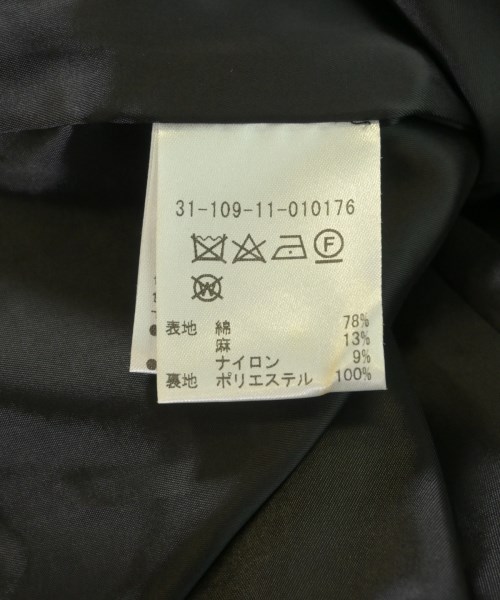 31-109-11-010176
F
W
表地 綿 78%
麻 13%
ナイロン 9%
裏地 ポリエステル 100%